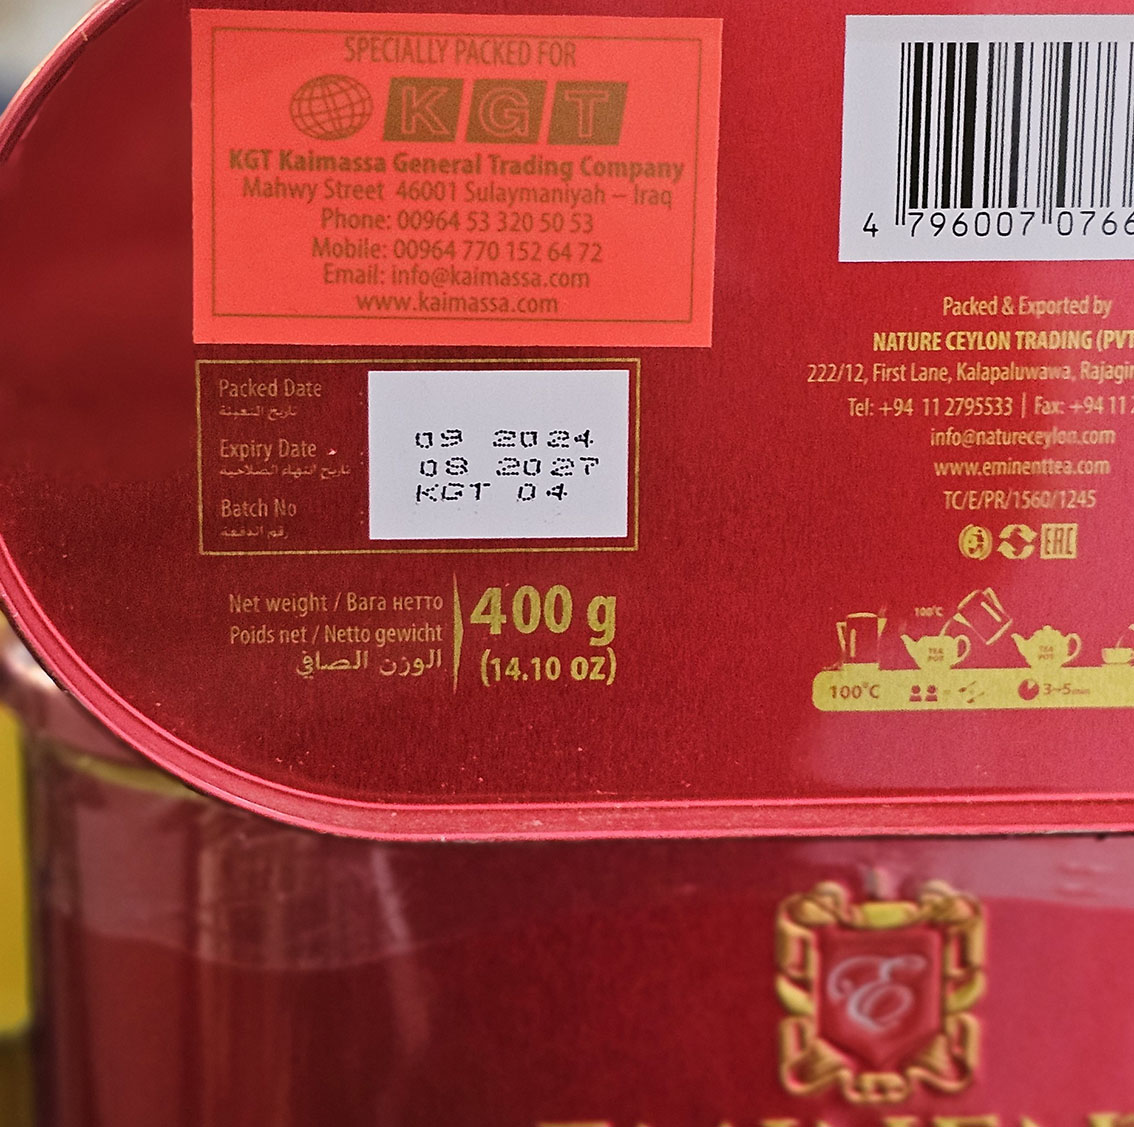 SPECIALLY PACKED FOR
KGT
KGT Kaimassa General Trading Company
Mahwy Street 46001 Sulaymaniyah – Iraq
Phone: 00964 53 320 50 53
Mobile: 00964 770 152 64 72
Email: info@kaimassa.com
www.kaimassa.com
Packed Date
تاريخ التعبئة
Expiry Date
تاريخ انتهاء الصلاحية
Batch No
رقم الدفعة
09 2024
08 2027
KGT 04
Net weight / Вага нетто
Poids net / Netto gewicht
الوزن الصافي
400 g
(14.10 oz)
4 796007 0766
Packed & Exported by
NATURE CEYLON TRADING (PVT
222/12, First Lane, Kalapaluwawa, Rajagir
Tel: +94 11 2795533 | Fax: +94 11 2
info@natureceylon.com
www.eminenttea.com
TC/E/PR/1560/1245
EAC
100°C
TEA POT
TEA POT
100°C
3-5min
E